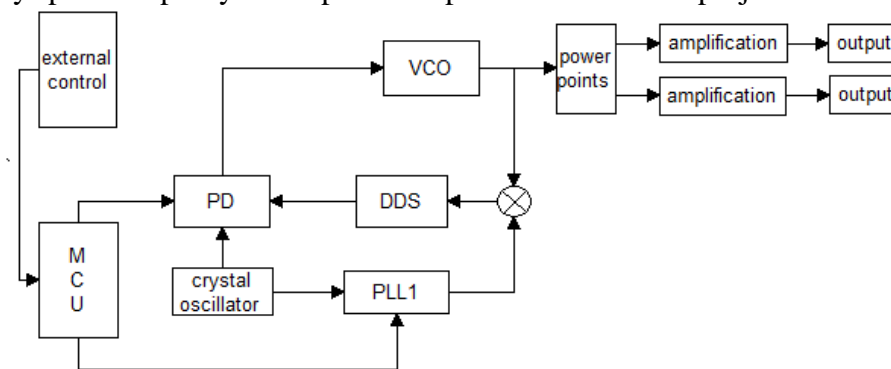 external
control
VCO
power
points
amplification
output
amplification
output
PD
DDS
M
C
U
crystal
oscillator
PLL1